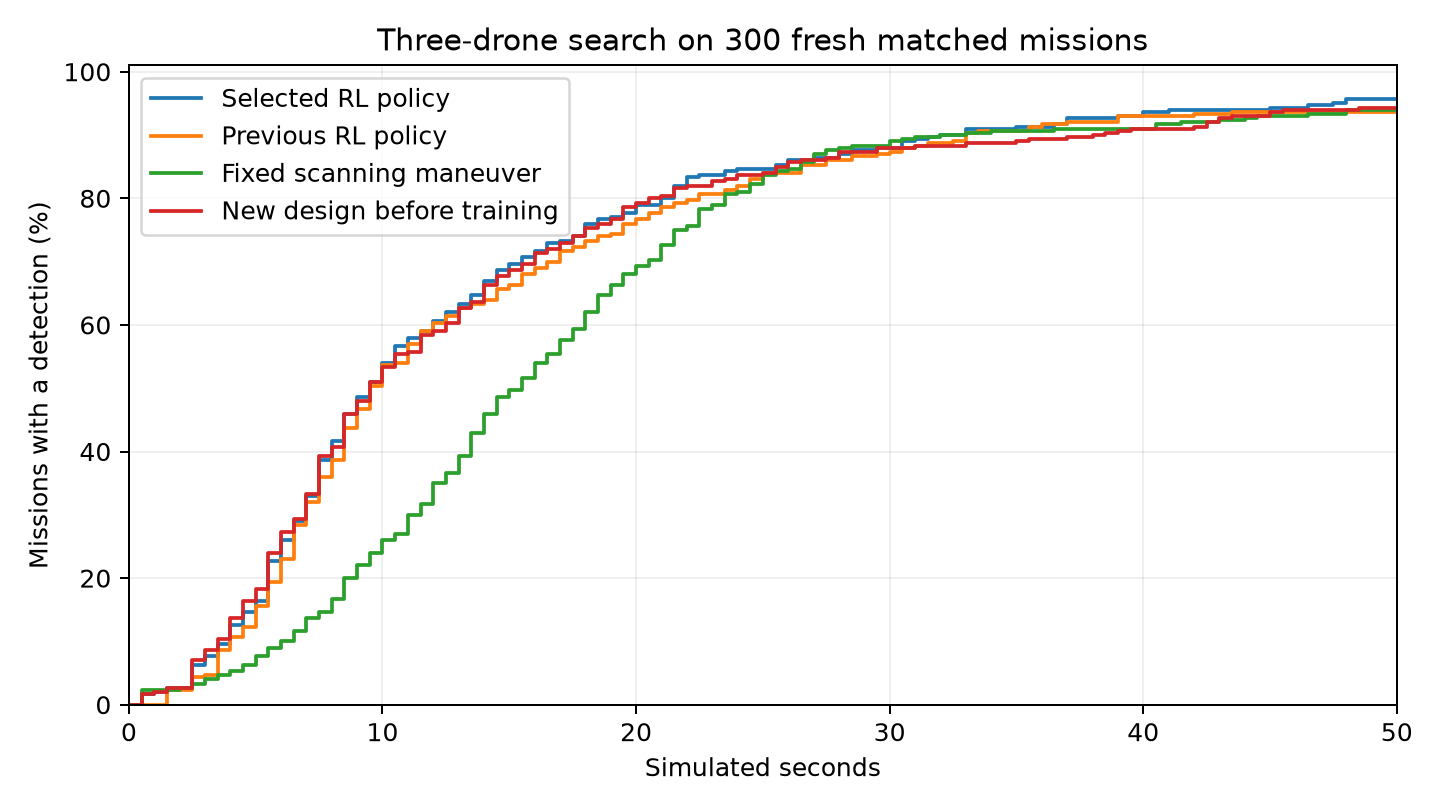 Three-drone search on 300 fresh matched missions
Selected RL policy
Previous RL policy
Fixed scanning maneuver
New design before training
Missions with a detection (%)
100
80
60
40
20
0
0 10 20 30 40 50
Simulated seconds